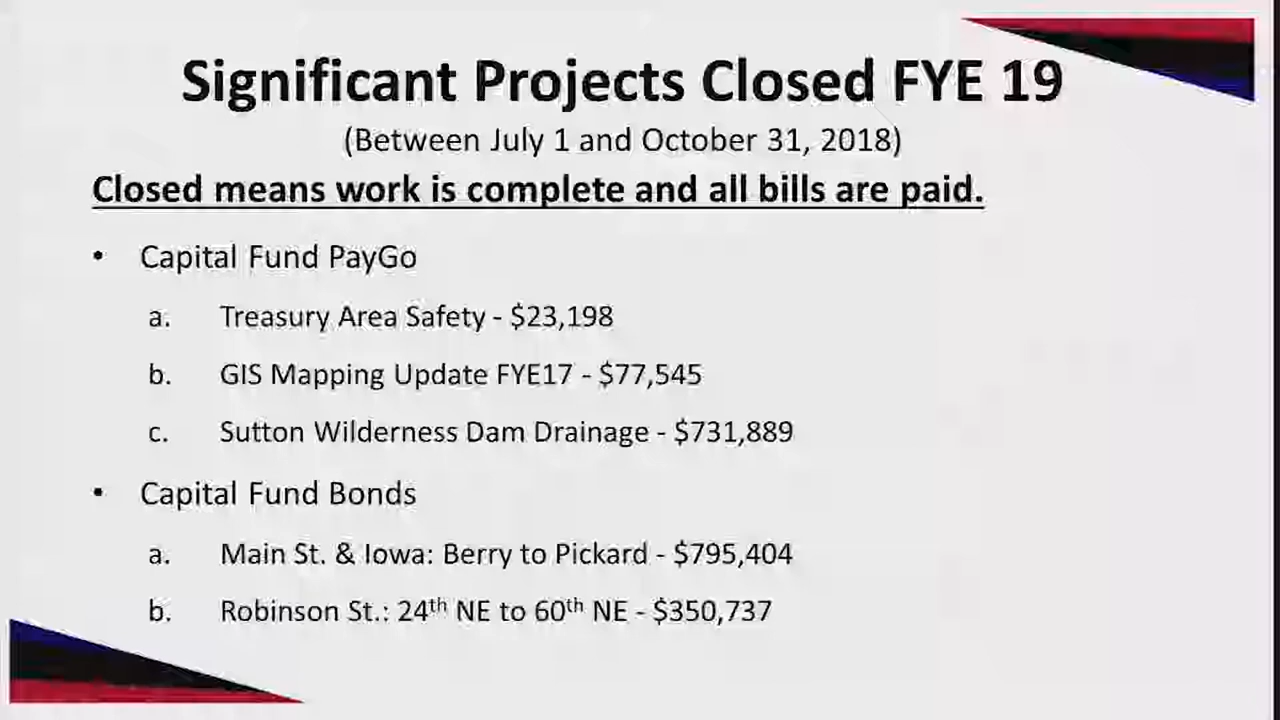 Significant Projects Closed FYE 19
(Between July 1 and October 31, 2018)
Closed means work is complete and all bills are paid.
• Capital Fund PayGo
a. Treasury Area Safety - $23,198
b. GIS Mapping Update FYE17 - $77,545
c. Sutton Wilderness Dam Drainage - $731,889
• Capital Fund Bonds
a. Main St. & Iowa: Berry to Pickard - $795,404
b. Robinson St.: 24th NE to 60th NE - $350,737